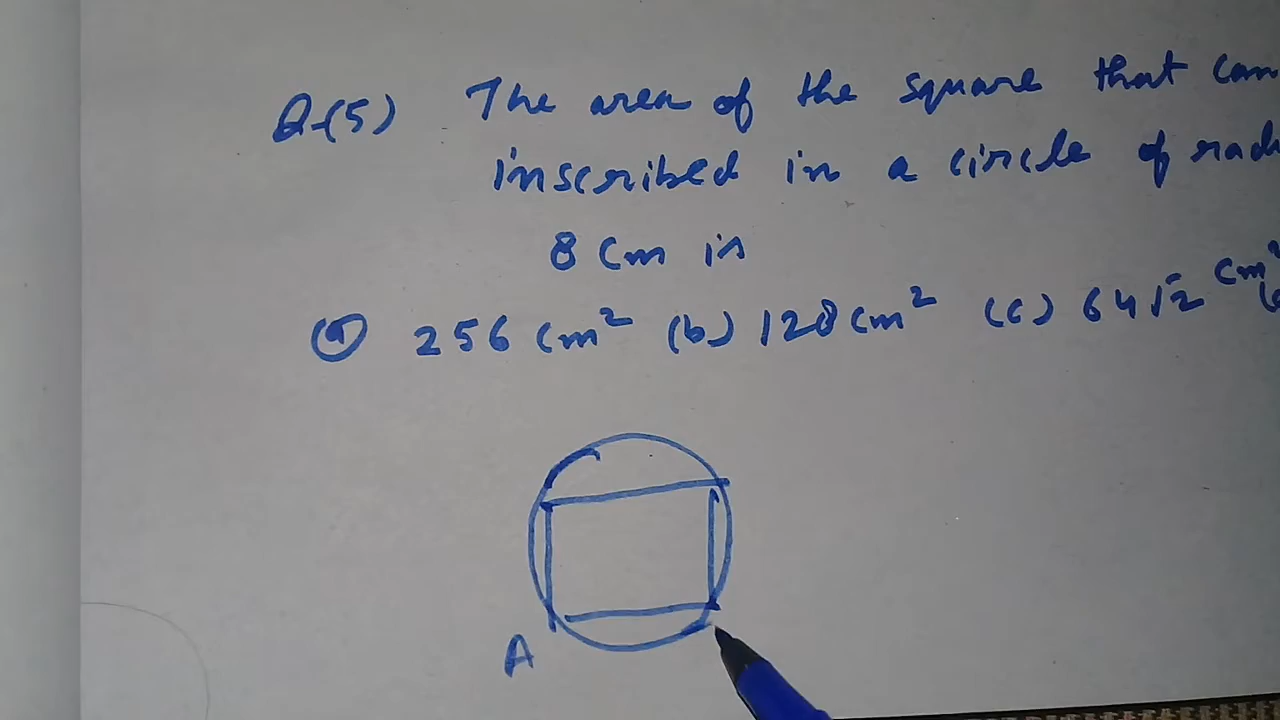 Q(5) The area of the square that can
inscribed in a circle of radi
8 cm is
(a) 256 cm² (b) 128 cm² (c) 64√2 cm²
A